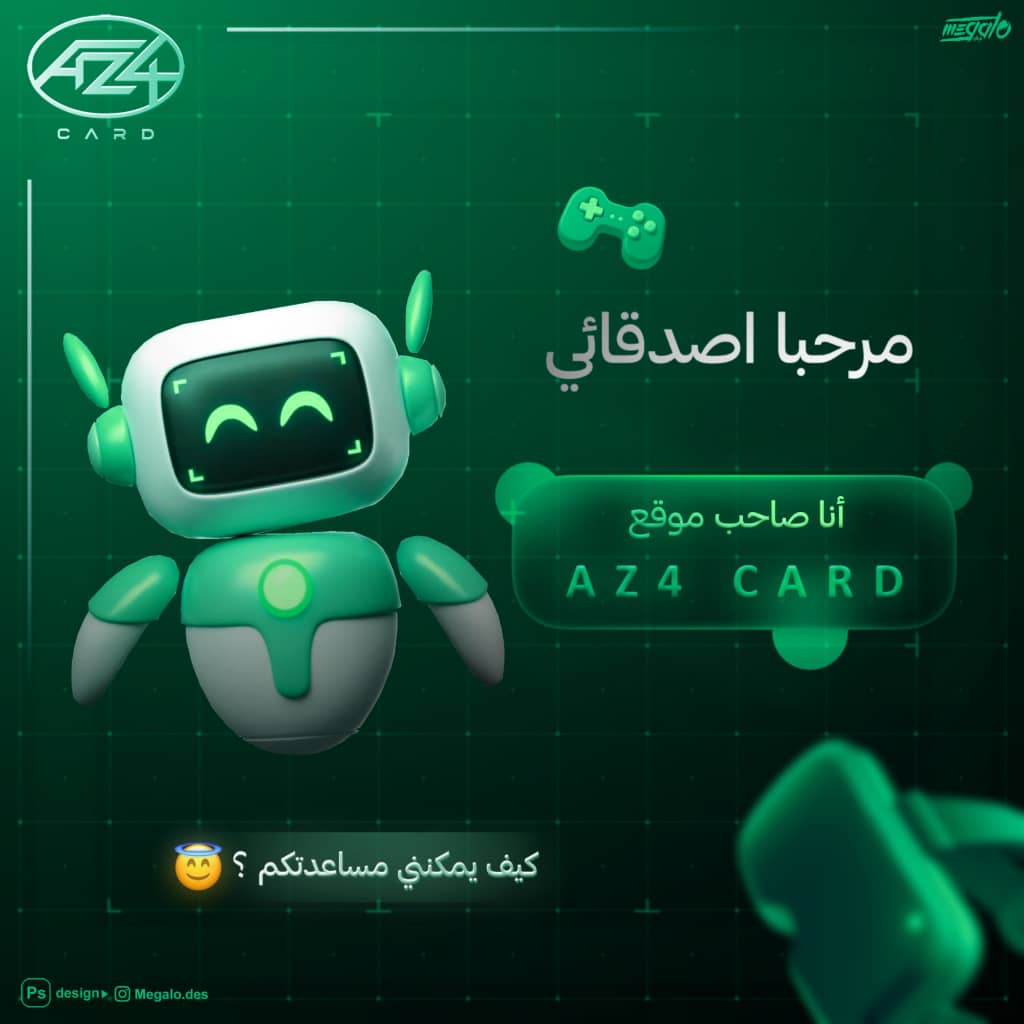 AZ4
CARD
megalo
مرحبا اصدقائي
أنا صاحب موقع
AZ4 CARD
كيف يمكنني مساعدتكم ؟
Ps design Megalo.des